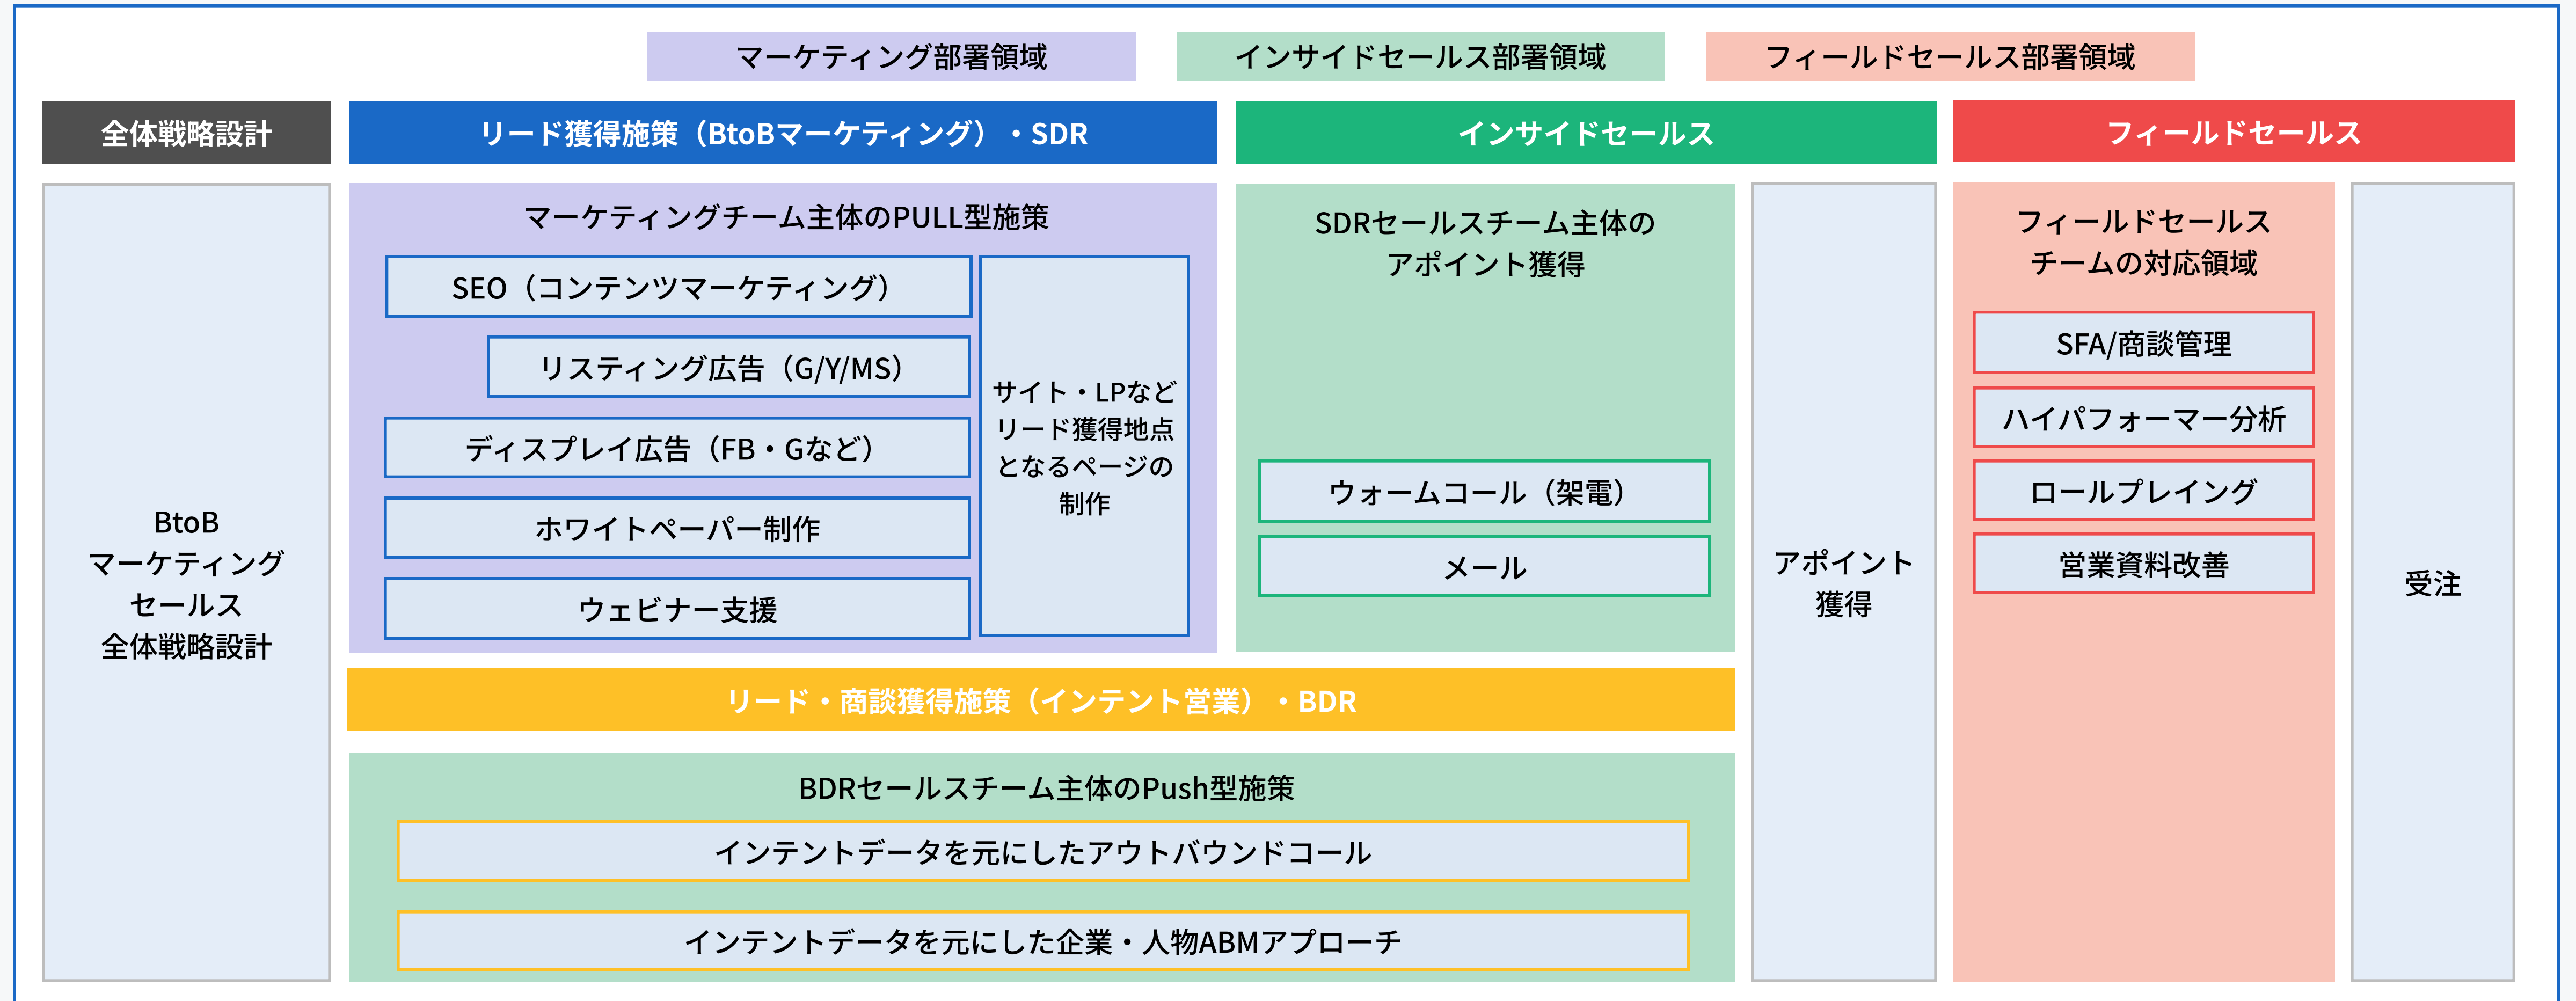 マーケティング部署領域
インサイドセールス部署領域
フィールドセールス部署領域
全体戦略設計
リード獲得施策（BtoBマーケティング）・SDR
インサイドセールス
フィールドセールス
BtoB
マーケティング
セールス
全体戦略設計
マーケティングチーム主体のPULL型施策
SEO（コンテンツマーケティング）
リスティング広告（G/Y/MS）
ディスプレイ広告（FB・Gなど）
ホワイトペーパー制作
ウェビナー支援
サイト・LPなど
リード獲得地点
となるページの
制作
SDRセールスチーム主体の
アポイント獲得
ウォームコール（架電）
メール
リード・商談獲得施策（インテント営業）・BDR
BDRセールスチーム主体のPush型施策
インテントデータを元にしたアウトバウンドコール
インテントデータを元にした企業・人物ABMアプローチ
アポイント
獲得
フィールドセールス
チームの対応領域
SFA/商談管理
ハイパフォーマー分析
ロールプレイング
営業資料改善
受注